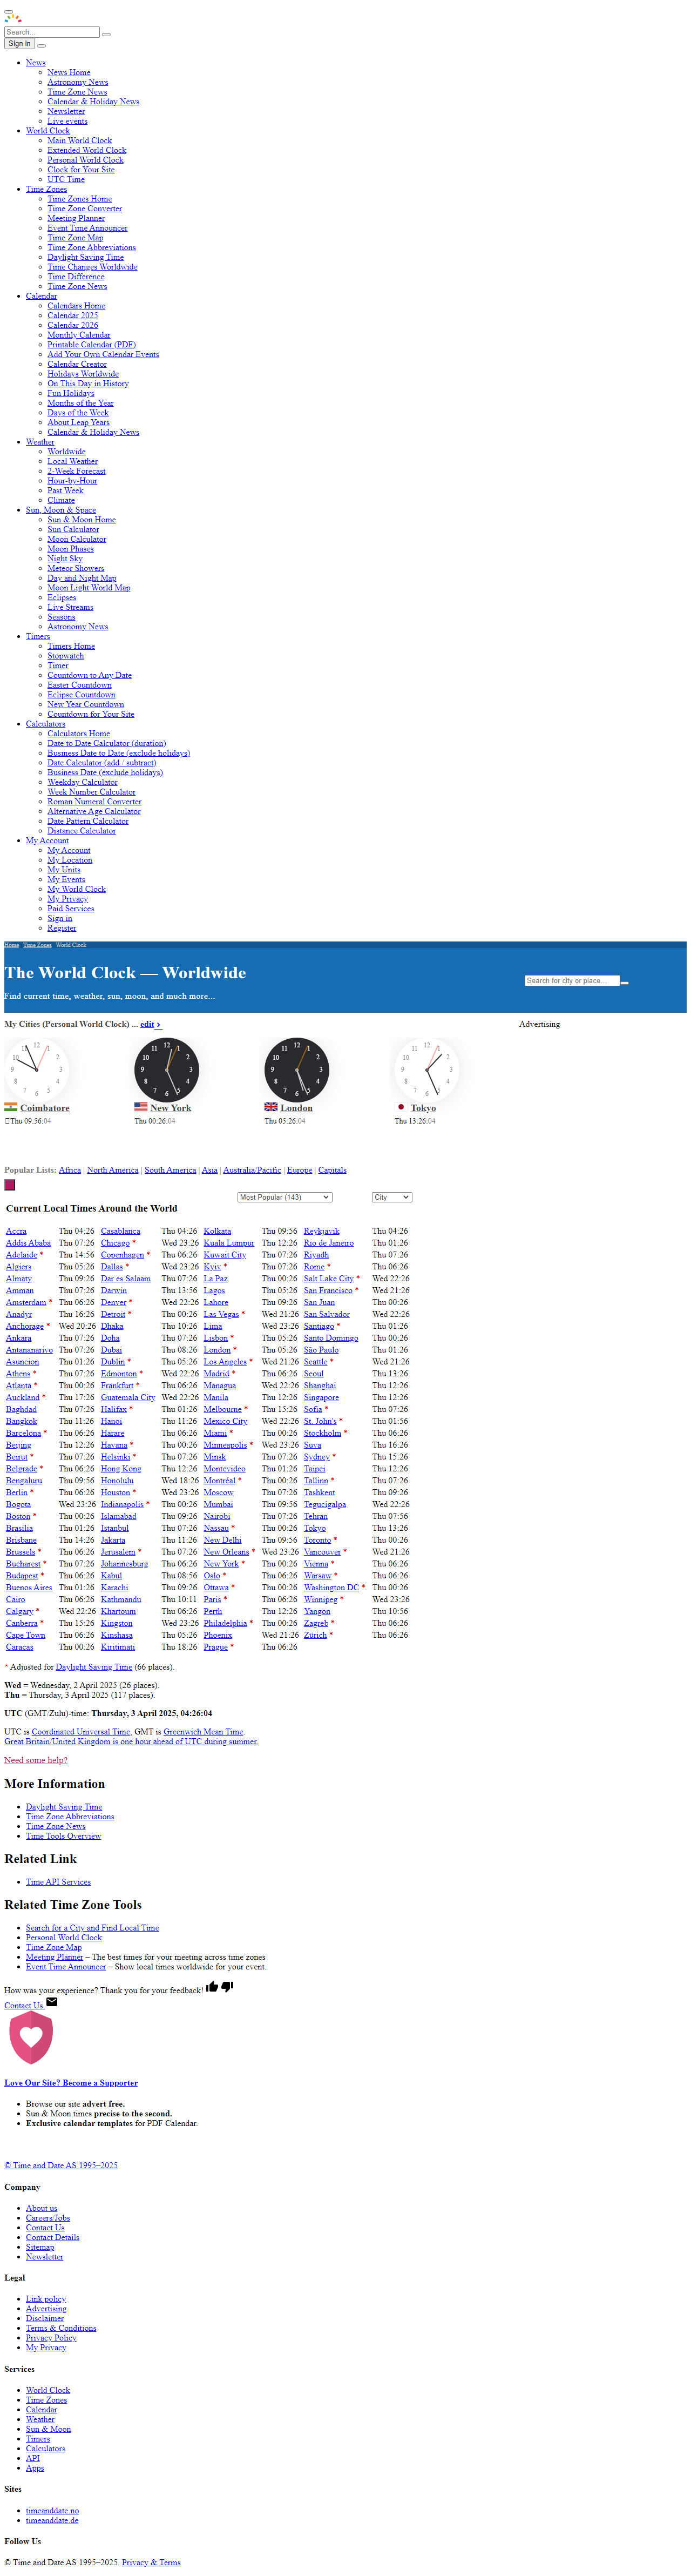 Search...
Sign in
News
News Home
Astronomy News
Time Zone News
Calendar & Holiday News
Newsletter
Live events
World Clock
Main World Clock
Extended World Clock
Personal World Clock
Clock for Your Site
UTC Time
Time Zones
Time Zones Home
Time Zone Converter
Meeting Planner
Event Time Announcer
Time Zone Map
Time Zone Abbreviations
Daylight Saving Time
Time Changes Worldwide
Time Difference
Time Zone News
Calendar
Calendars Home
Calendar 2025
Calendar 2026
Monthly Calendar
Printable Calendar (PDF)
Add Your Own Calendar Events
Calendar Creator
Holidays Worldwide
On This Day in History
Fun Holidays
Months of the Year
Days of the Week
About Leap Years
Calendar & Holiday News
Weather
Worldwide
Local Weather
2-Week Forecast
Hour-by-Hour
Past Week
Climate
Sun, Moon & Space
Sun & Moon Home
Sun Calculator
Moon Calculator
Moon Phases
Night Sky
Meteor Showers
Day and Night Map
Moon Light World Map
Eclipses
Live Streams
Seasons
Astronomy News
Timers
Timers Home
Stopwatch
Timer
Countdown to Any Date
Easter Countdown
Eclipse Countdown
New Year Countdown
Countdown for Your Site
Calculators
Calculators Home
Date to Date Calculator (duration)
Business Date to Date (exclude holidays)
Date Calculator (add / subtract)
Business Date (exclude holidays)
Weekday Calculator
Week Number Calculator
Roman Numeral Converter
Alternative Age Calculator
Date Pattern Calculator
Distance Calculator
My Account
My Account
My Location
My Units
My Events
My World Clock
My Privacy
Paid Services
Sign in
Register
Home Time Zones World Clock
The World Clock — Worldwide
Search for city or place...
Find current time, weather, sun, moon, and much more...
My Cities (Personal World Clock) ... edit
Advertising
Coimbatore New York London Tokyo
Thu 09:56:04 Thu 00:26:04 Thu 05:26:04 Thu 13:26:04
Popular Lists: Africa | North America | South America | Asia | Australia/Pacific | Europe | Capitals
Most Popular (143) City
Current Local Times Around the World
Accra Thu 04:26 Casablanca Thu 04:26 Kolkata Thu 09:56 Reykjavik Thu 04:26
Addis Ababa Thu 07:26 Chicago * Wed 23:26 Kuala Lumpur Thu 12:26 Rio de Janeiro Thu 01:26
Adelaide * Thu 14:56 Copenhagen * Thu 06:26 Kuwait City Thu 07:26 Riyadh Thu 07:26
Algiers Thu 05:26 Dallas * Wed 23:26 Kyiv * Thu 07:26 Rome * Thu 06:26
Almaty Thu 09:26 Dar es Salaam Thu 07:26 La Paz Thu 00:26 Salt Lake City * Wed 22:26
Amman Thu 07:26 Darwin Thu 13:56 Lagos Thu 05:26 San Francisco * Wed 21:26
Amsterdam * Thu 06:26 Denver * Wed 22:26 Lahore Thu 09:26 San Juan Thu 00:26
Anadyr Thu 16:26 Detroit * Thu 00:26 Las Vegas * Wed 21:26 San Salvador Wed 22:26
Anchorage * Wed 20:26 Dhaka Thu 10:26 Lima Wed 23:26 Santiago * Thu 01:26
Ankara Thu 07:26 Doha Thu 07:26 Lisbon * Thu 05:26 Santo Domingo Thu 00:26
Antananarivo Thu 07:26 Dubai Thu 08:26 London * Thu 05:26 São Paulo Thu 01:26
Asuncion Thu 01:26 Dublin * Thu 05:26 Los Angeles * Wed 21:26 Seattle * Wed 21:26
Athens * Thu 07:26 Edmonton * Wed 22:26 Madrid * Thu 06:26 Seoul Thu 13:26
Atlanta * Thu 00:26 Frankfurt * Thu 06:26 Managua Wed 22:26 Shanghai Thu 12:26
Auckland * Thu 17:26 Guatemala City Wed 22:26 Manila Thu 12:26 Singapore Thu 12:26
Baghdad Thu 07:26 Halifax * Thu 01:26 Melbourne * Thu 15:26 Sofia * Thu 07:26
Bangkok Thu 11:26 Hanoi Thu 11:26 Mexico City Wed 22:26 St. John's * Thu 01:56
Barcelona * Thu 06:26 Harare Thu 06:26 Miami * Thu 00:26 Stockholm * Thu 06:26
Beijing Thu 12:26 Havana * Thu 00:26 Minneapolis * Wed 23:26 Suva Thu 16:26
Beirut * Thu 07:26 Helsinki * Thu 07:26 Minsk Thu 07:26 Sydney * Thu 15:26
Belgrade * Thu 06:26 Hong Kong Thu 12:26 Montevideo Thu 01:26 Taipei Thu 12:26
Bengaluru Thu 09:56 Honolulu Wed 18:26 Montréal * Thu 00:26 Tallinn * Thu 07:26
Berlin * Thu 06:26 Houston * Wed 23:26 Moscow Thu 07:26 Tashkent Thu 09:26
Bogota Wed 23:26 Indianapolis * Thu 00:26 Mumbai Thu 09:56 Tegucigalpa Wed 22:26
Boston * Thu 00:26 Islamabad Thu 09:26 Nairobi Thu 07:26 Tehran Thu 07:56
Brasilia Thu 01:26 Istanbul Thu 07:26 Nassau * Thu 00:26 Tokyo Thu 13:26
Brisbane Thu 14:26 Jakarta Thu 11:26 New Delhi Thu 09:56 Toronto * Thu 00:26
Brussels * Thu 06:26 Jerusalem * Thu 07:26 New Orleans * Wed 23:26 Vancouver * Wed 21:26
Bucharest * Thu 07:26 Johannesburg Thu 06:26 New York * Thu 00:26 Vienna * Thu 06:26
Budapest * Thu 06:26 Kabul Thu 08:56 Oslo * Thu 06:26 Warsaw * Thu 06:26
Buenos Aires Thu 01:26 Karachi Thu 09:26 Ottawa * Thu 00:26 Washington DC * Thu 00:26
Cairo Thu 06:26 Kathmandu Thu 10:11 Paris * Thu 06:26 Winnipeg * Wed 23:26
Calgary * Wed 22:26 Khartoum Thu 06:26 Perth Thu 12:26 Yangon Thu 10:56
Canberra * Thu 15:26 Kingston Wed 23:26 Philadelphia * Thu 00:26 Zagreb * Thu 06:26
Cape Town Thu 06:26 Kinshasa Thu 05:26 Phoenix Wed 21:26 Zürich * Thu 06:26
Caracas Thu 00:26 Kiritimati Thu 18:26 Prague * Thu 06:26
* Adjusted for Daylight Saving Time (66 places).
Wed = Wednesday, 2 April 2025 (26 places).
Thu = Thursday, 3 April 2025 (117 places).
UTC (GMT/Zulu)-time: Thursday, 3 April 2025, 04:26:04
UTC is Coordinated Universal Time, GMT is Greenwich Mean Time.
Great Britain/United Kingdom is one hour ahead of UTC during summer.
Need some help?
More Information
Daylight Saving Time
Time Zone Abbreviations
Time Zone News
Time Tools Overview
Related Link
Time API Services
Related Time Zone Tools
Search for a City and Find Local Time
Personal World Clock
Time Zone Map
Meeting Planner – The best times for your meeting across time zones
Event Time Announcer – Show local times worldwide for your event.
How was your experience? Thank you for your feedback!
Contact Us
Love Our Site? Become a Supporter
Browse our site advert free.
Sun & Moon times precise to the second.
Exclusive calendar templates for PDF Calendar.
© Time and Date AS 1995–2025
Company
About us
Careers/Jobs
Contact Us
Contact Details
Sitemap
Newsletter
Legal
Link policy
Advertising
Disclaimer
Terms & Conditions
Privacy Policy
My Privacy
Services
World Clock
Time Zones
Calendar
Weather
Sun & Moon
Timers
Calculators
API
Apps
Sites
timeanddate.no
timeanddate.de
Follow Us
© Time and Date AS 1995–2025. Privacy & Terms